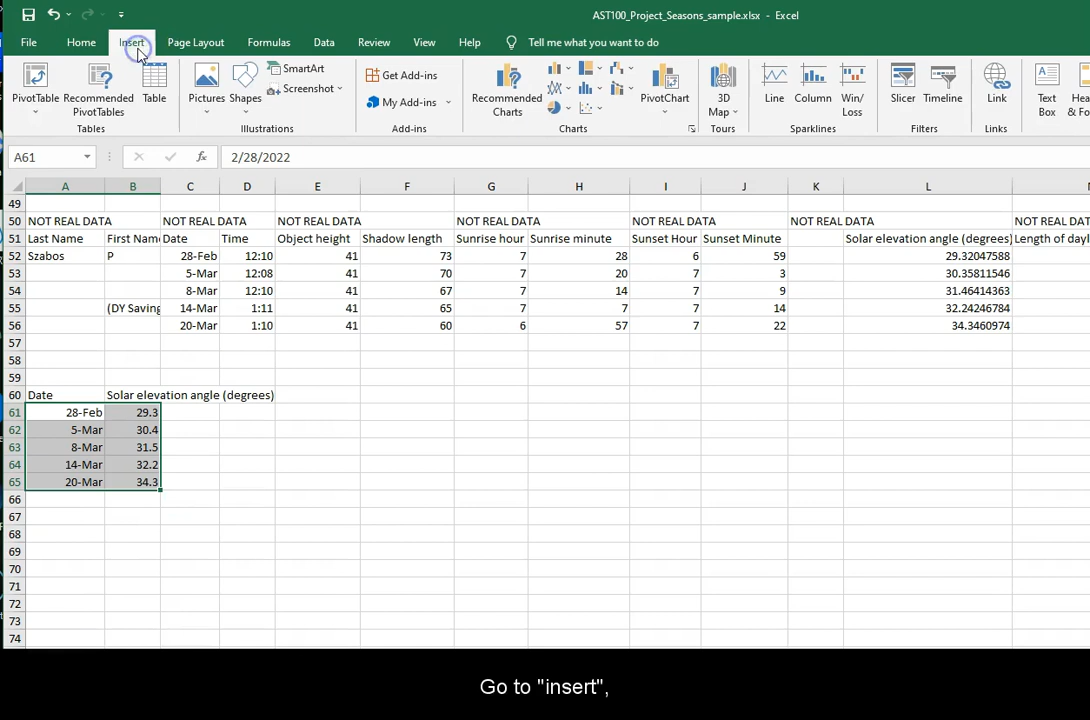 AST100_Project_Seasons_sample.xlsx - Excel
File Home Insert Page Layout Formulas Data Review View Help Tell me what you want to do
PivotTable Recommended PivotTables Table Pictures Shapes SmartArt Screenshot Get Add-ins My Add-ins Recommended Charts PivotChart 3D Map Line Column Win/Loss Slicer Timeline Link Text Box
Tables Illustrations Add-ins Charts Tours Sparklines Filters Links
A61 fx 2/28/2022
A B C D E F G H I J K L
49
50 NOT REAL DATA NOT REAL DATA NOT REAL DATA NOT REAL DATA NOT REAL DATA NOT REAL DATA NOT REAL DAT
51 Last Name First Name Date Time Object height Shadow length Sunrise hour Sunrise minute Sunset Hour Sunset Minute Solar elevation angle (degrees) Length of dayl
52 Szabos P 28-Feb 12:10 41 73 7 28 6 59 29.32047588
53 5-Mar 12:08 41 70 7 20 7 3 30.35811546
54 8-Mar 12:10 41 67 7 14 7 9 31.46414363
55 (DY Saving 14-Mar 1:11 41 65 7 7 7 14 32.24246784
56 20-Mar 1:10 41 60 6 57 7 22 34.3460974
57
58
59
60 Date Solar elevation angle (degrees)
61 28-Feb 29.3
62 5-Mar 30.4
63 8-Mar 31.5
64 14-Mar 32.2
65 20-Mar 34.3
66
67
68
69
70
71
72
73
74
Go to "insert",